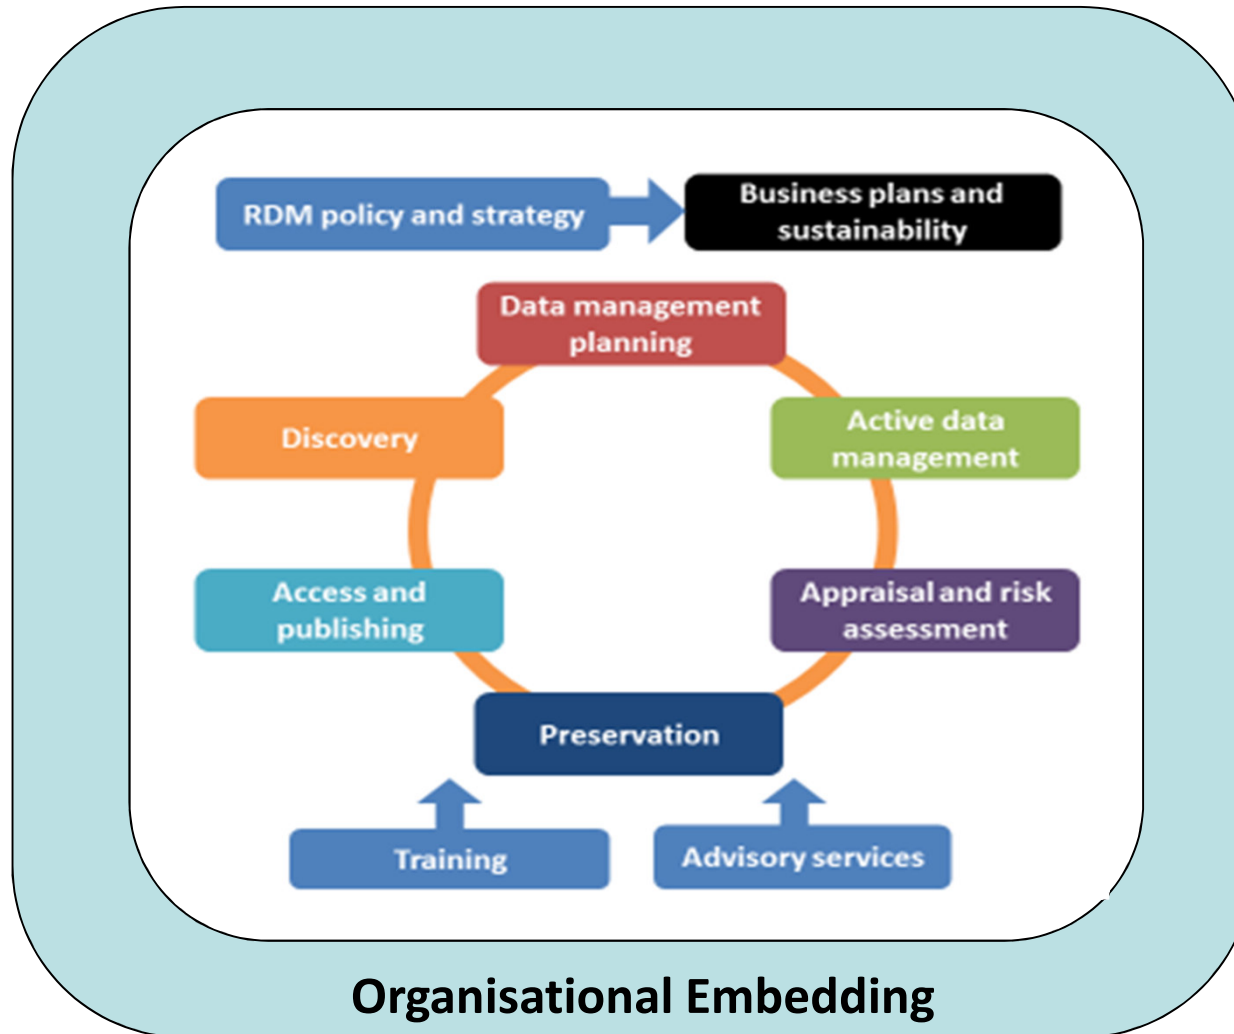 RDM policy and strategy
Business plans and
sustainability
Data management
planning
Discovery
Active data
management
Access and
publishing
Appraisal and risk
assessment
Preservation
Training
Advisory services
Organisational Embedding